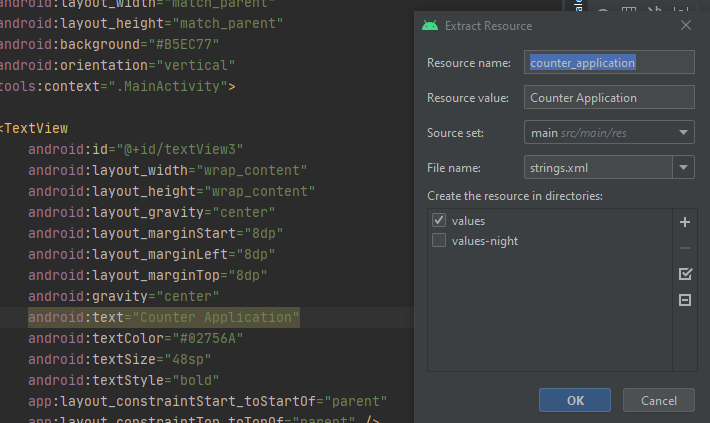 android:layout_width="match_parent"
android:layout_height="match_parent"
android:background="#B5EC77"
android:orientation="vertical"
tools:context=".MainActivity">
<TextView
android:id="@+id/textView3"
android:layout_width="wrap_content"
android:layout_height="wrap_content"
android:layout_gravity="center"
android:layout_marginStart="8dp"
android:layout_marginLeft="8dp"
android:layout_marginTop="8dp"
android:gravity="center"
android:text="Counter Application"
android:textColor="#02756A"
android:textSize="48sp"
android:textStyle="bold"
app:layout_constraintStart_toStartOf="parent"
app:layout_constraintTop_toTopOf="parent" />
Extract Resource
Resource name: counter_application
Resource value: Counter Application
Source set: main src/main/res
File name: strings.xml
Create the resource in directories:
values
values-night
OK Cancel